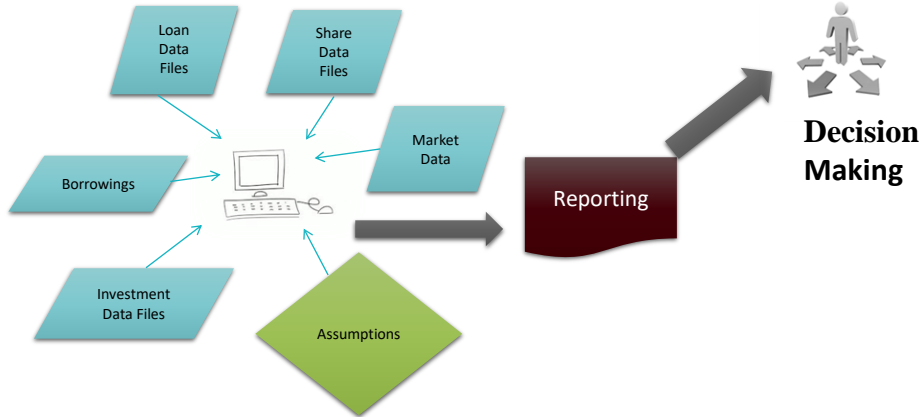 Loan
Data
Files
Share
Data
Files
Market
Data
Borrowings
Investment
Data Files
Assumptions
Reporting
Decision
Making